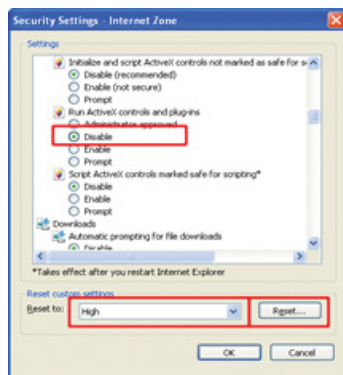 Security Settings - Internet Zone
Settings
Initialize and script ActiveX controls not marked as safe for s
Disable (recommended)
Enable (not secure)
Prompt
Run ActiveX controls and plug-ins
Administrator approved
Disable
Enable
Prompt
Script ActiveX controls marked safe for scripting*
Disable
Enable
Prompt
Downloads
Automatic prompting for file downloads
Disable
*Takes effect after you restart Internet Explorer
Reset custom settings
Reset to: High Reset...
OK Cancel